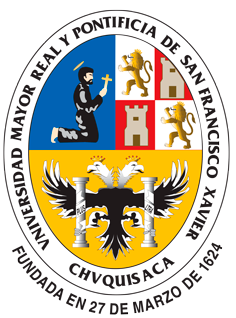 UNIVERSIDAD MAYOR REAL Y PONTIFICIA DE SAN FRANCISCO XAVIER
CHVQUISACA
FUNDADA EN 27 DE MARZO DE 1624